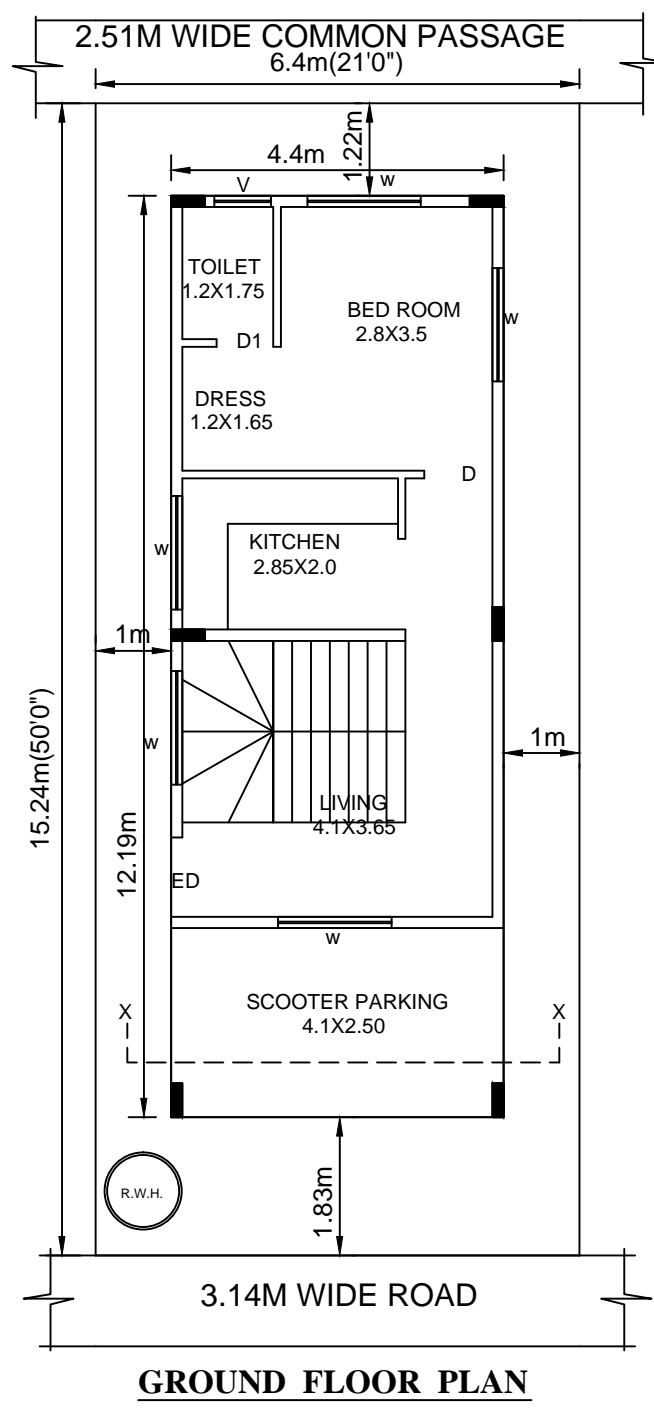 2.51M WIDE COMMON PASSAGE
6.4m(21'0")
4.4m
1.22m
V
w
TOILET
1.2X1.75
BED ROOM
2.8X3.5
w
D1
DRESS
1.2X1.65
D
KITCHEN
2.85X2.0
w
1m
w
1m
15.24m(50'0")
12.19m
LIVING
4.1X3.65
ED
w
SCOOTER PARKING
4.1X2.50
X
X
R.W.H.
1.83m
3.14M WIDE ROAD
GROUND FLOOR PLAN